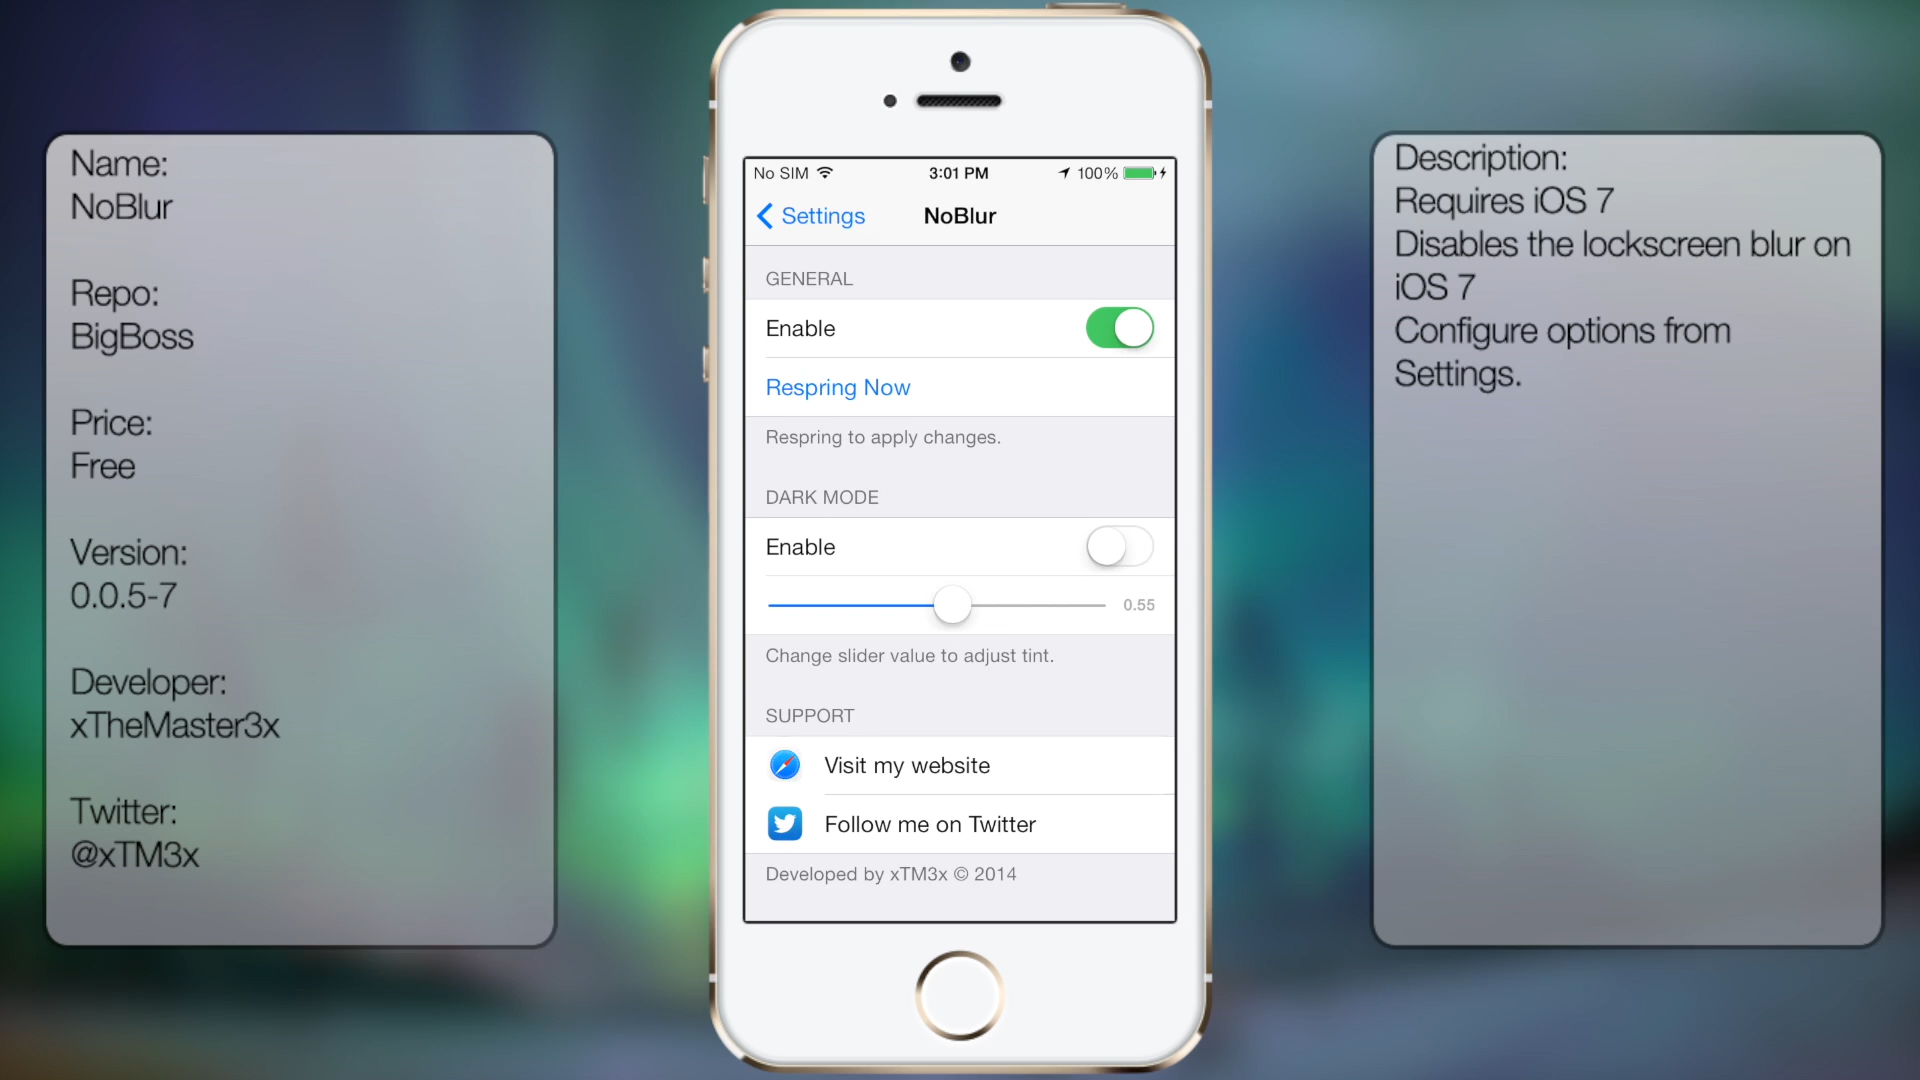 Name:
NoBlur
Repo:
BigBoss
Price:
Free
Version:
0.0.5-7
Developer:
xTheMaster3x
Twitter:
@xTM3x
No SIM 3:01 PM 100%
Settings NoBlur
GENERAL
Enable
Respring Now
Respring to apply changes.
DARK MODE
Enable
0.55
Change slider value to adjust tint.
SUPPORT
Visit my website
Follow me on Twitter
Developed by xTM3x © 2014
Description:
Requires iOS 7
Disables the lockscreen blur on
iOS 7
Configure options from
Settings.